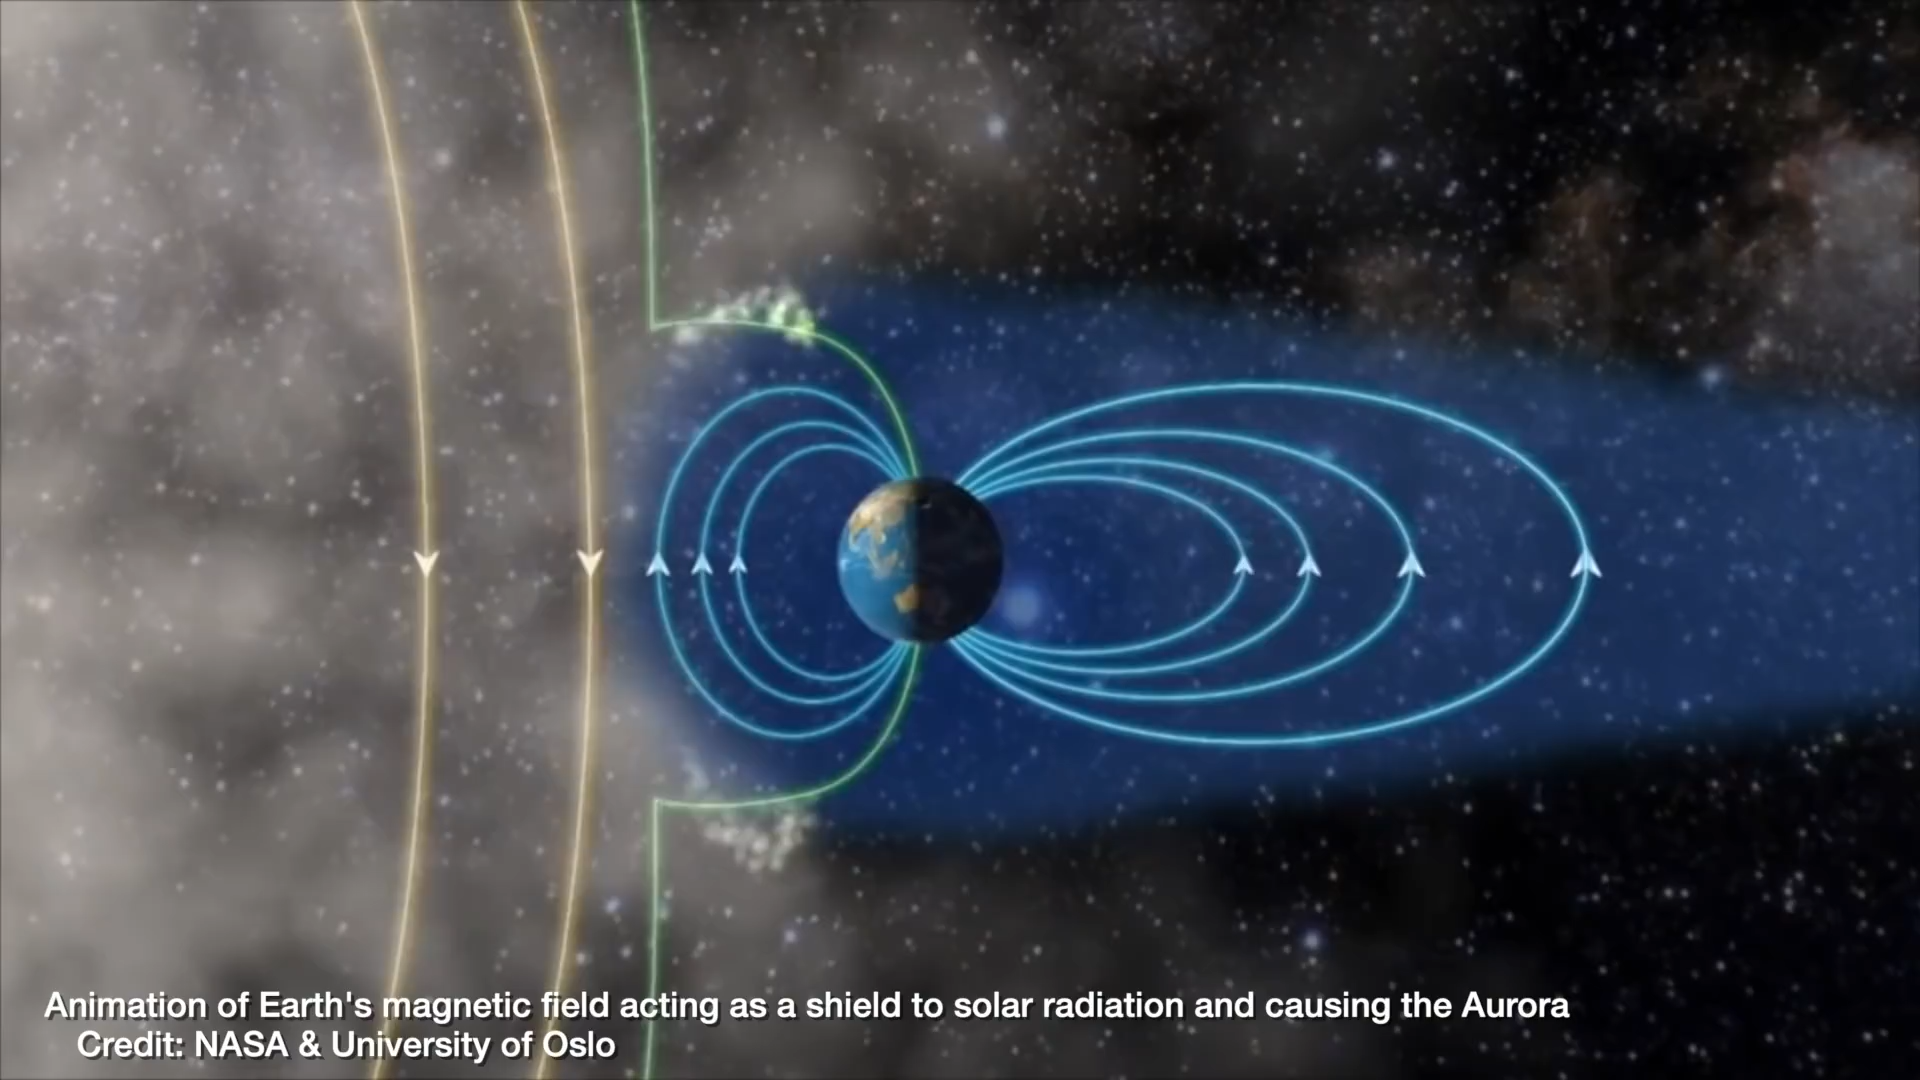 Animation of Earth's magnetic field acting as a shield to solar radiation and causing the Aurora
Credit: NASA & University of Oslo